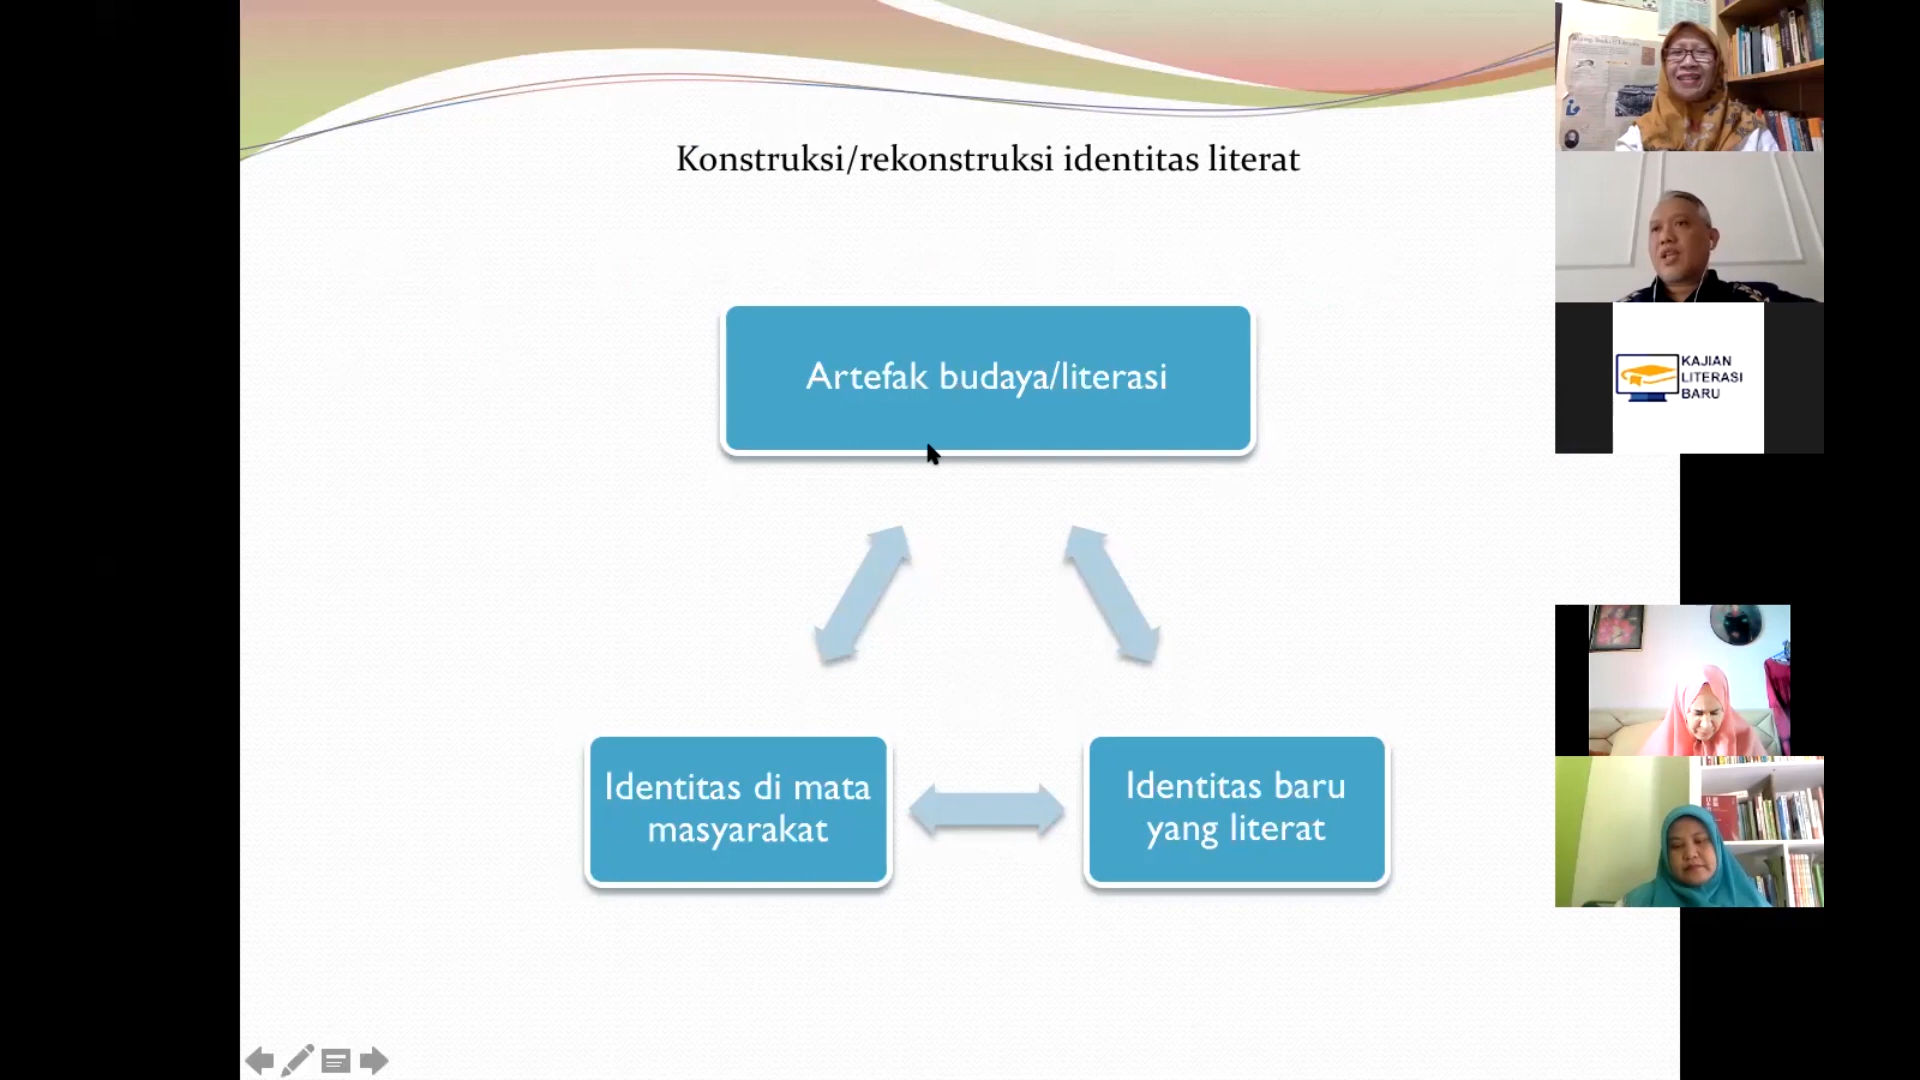 Konstruksi/rekonstruksi identitas literat
Artefak budaya/literasi
Identitas di mata
masyarakat
Identitas baru
yang literat
KAJIAN
LITERASI
BARU